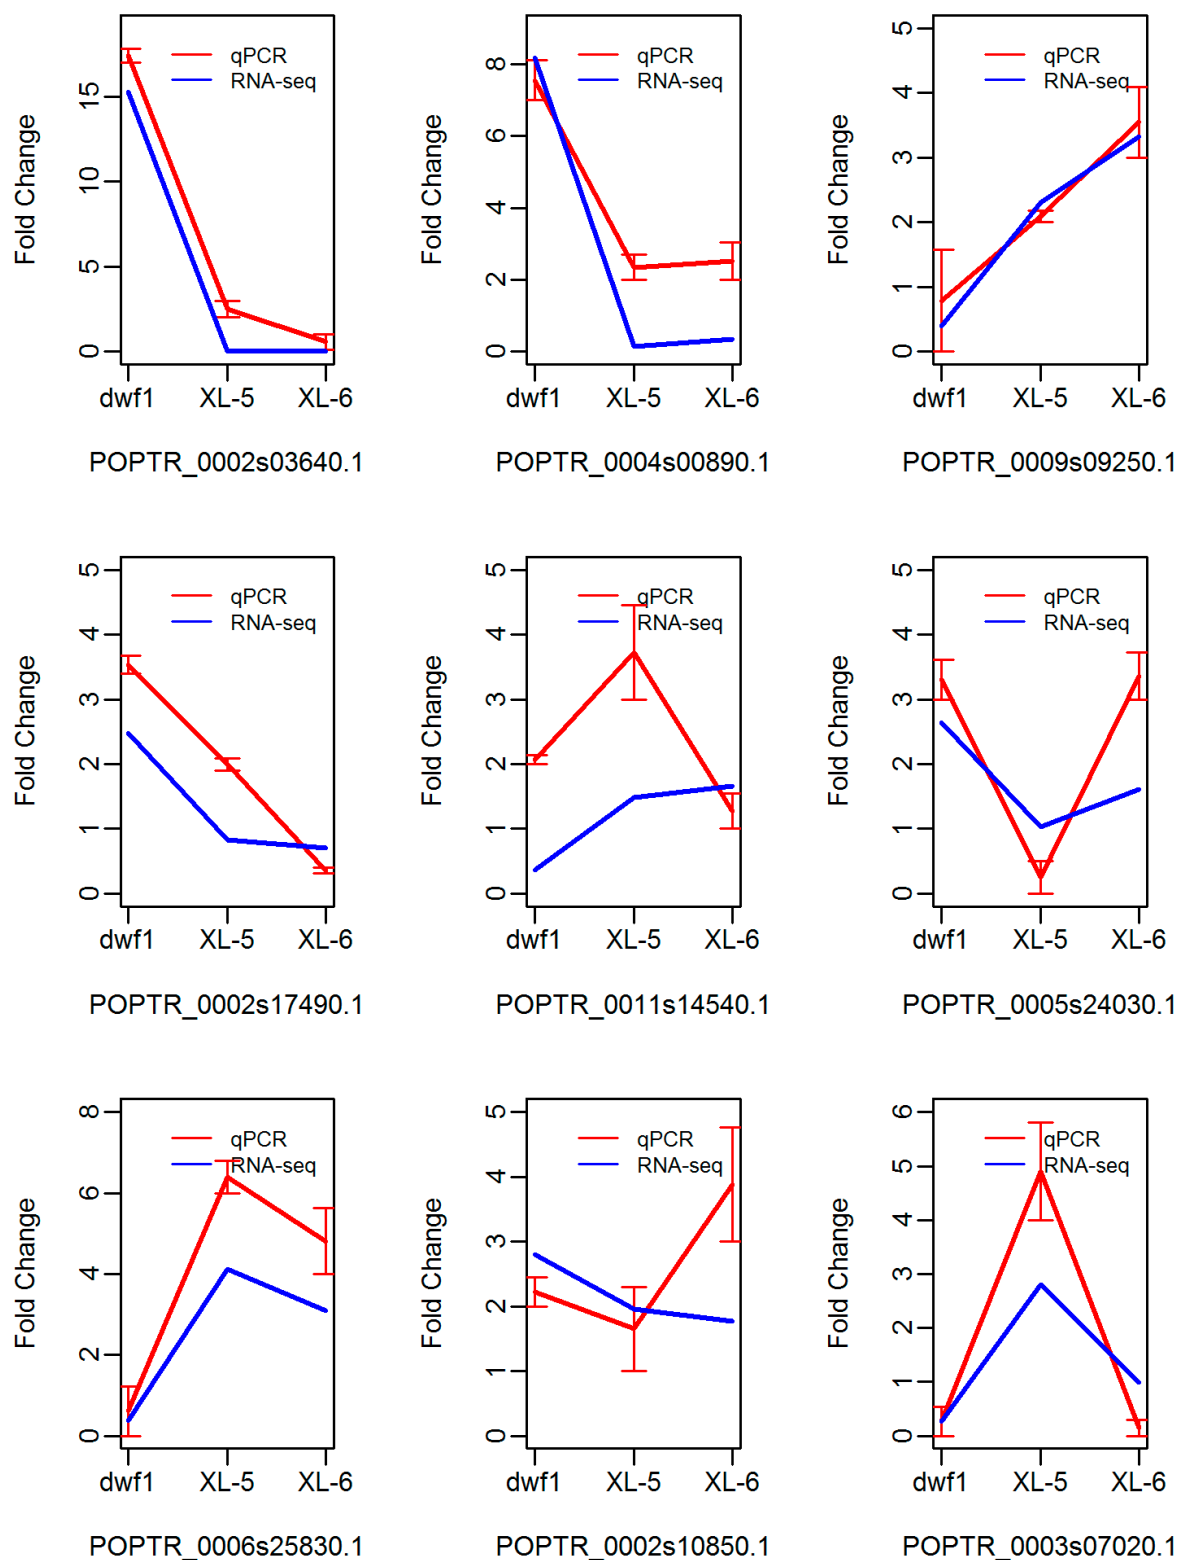 Fold Change
0
5
10
15
qPCR
RNA-seq
dwf1 XL-5 XL-6
POPTR_0002s03640.1
Fold Change
0
2
4
6
8
qPCR
RNA-seq
dwf1 XL-5 XL-6
POPTR_0004s00890.1
Fold Change
0
1
2
3
4
5
qPCR
RNA-seq
dwf1 XL-5 XL-6
POPTR_0009s09250.1
Fold Change
0
1
2
3
4
5
qPCR
RNA-seq
dwf1 XL-5 XL-6
POPTR_0002s17490.1
Fold Change
0
1
2
3
4
5
qPCR
RNA-seq
dwf1 XL-5 XL-6
POPTR_0011s14540.1
Fold Change
0
1
2
3
4
5
qPCR
RNA-seq
dwf1 XL-5 XL-6
POPTR_0005s24030.1
Fold Change
0
2
4
6
8
qPCR
RNA-seq
dwf1 XL-5 XL-6
POPTR_0006s25830.1
Fold Change
0
1
2
3
4
5
qPCR
RNA-seq
dwf1 XL-5 XL-6
POPTR_0002s10850.1
Fold Change
0
1
2
3
4
5
6
qPCR
RNA-seq
dwf1 XL-5 XL-6
POPTR_0003s07020.1